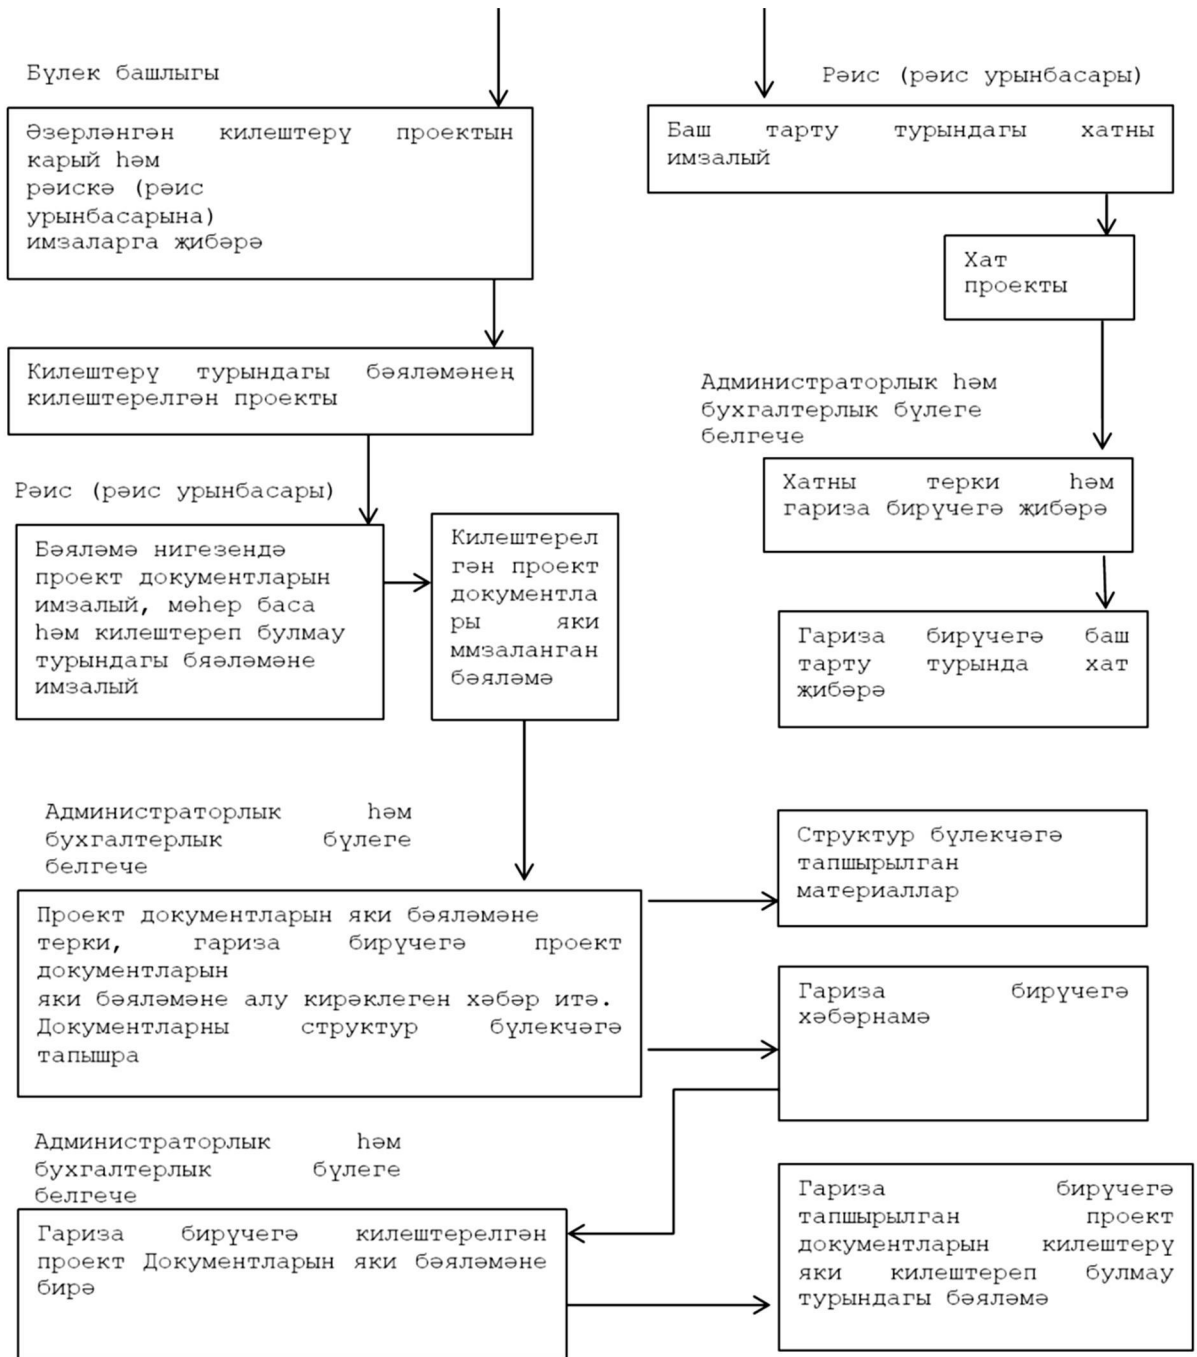 Бүлек башлыгы
Әзерләнгән килештерү проектын
карый һәм
рәискә (рәис
урынбасарына)
имзаларга җибәрә
Килештерү турындагы бәяләмәнең
килештерелгән проекты
Рәис (рәис урынбасары)
Бәяләмә нигезендә
проект документларын
имзалый, мөһер баса
һәм килештереп булмау
турындагы бяәләмәне
имзалый
Килештерел
гән проект
документла
ры яки
ммзаланган
бәяләмә
Рәис (рәис урынбасары)
Баш тарту турындагы хатны
имзалый
Хат
проекты
Администраторлык һәм
бухгалтерлык бүлеге
белгече
Хатны терки һәм
гариза бирүчегә җибәрә
Гариза бирүчегә баш
тарту турында хат
җибәрә
Администраторлык һәм
бухгалтерлык бүлеге
белгече
Проект документларын яки бәяләмәне
терки, гариза бирүчегә проект
документларын
яки бәяләмәне алу кирәклеген хәбәр итә.
Документларны структур бүлекчәгә
тапышра
Структур бүлекчәгә
тапшырылган
материаллар
Гариза бирүчегә
хәбәрнамә
Администраторлык һәм
бухгалтерлык бүлеге
белгече
Гариза бирүчегә килештерелгән
проект Документларын яки бәяләмәне
бирә
Гариза бирүчегә
тапшырылган проект
документларын килештерү
яки килештереп булмау
турындагы бәяләмә